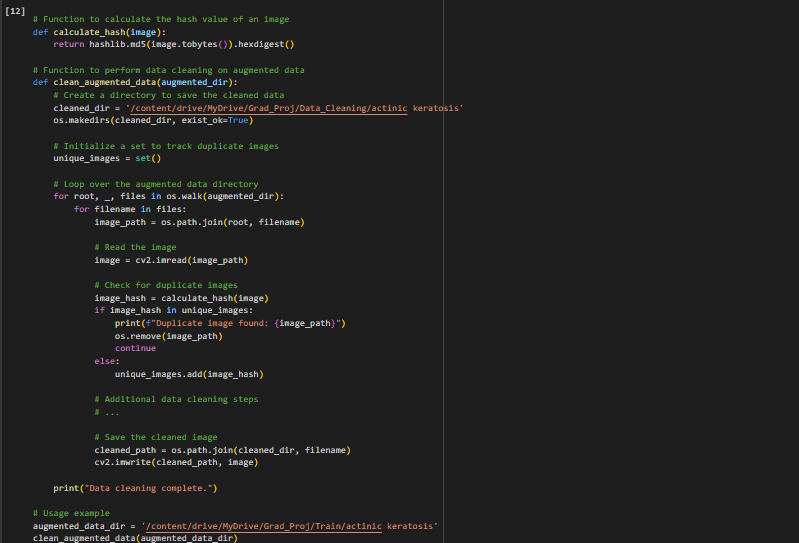 [12]
# Function to calculate the hash value of an image
def calculate_hash(image):
    return hashlib.md5(image.tobytes()).hexdigest()

# Function to perform data cleaning on augmented data
def clean_augmented_data(augmented_dir):
    # Create a directory to save the cleaned data
    cleaned_dir = '/content/drive/MyDrive/Grad_Proj/Data_Cleaning/actinic keratosis'
    os.makedirs(cleaned_dir, exist_ok=True)

    # Initialize a set to track duplicate images
    unique_images = set()

    # Loop over the augmented data directory
    for root, _, files in os.walk(augmented_dir):
        for filename in files:
            image_path = os.path.join(root, filename)

            # Read the image
            image = cv2.imread(image_path)

            # Check for duplicate images
            image_hash = calculate_hash(image)
            if image_hash in unique_images:
                print(f"Duplicate image found: {image_path}")
                os.remove(image_path)
                continue
            else:
                unique_images.add(image_hash)

            # Additional data cleaning steps
            # ...

            # Save the cleaned image
            cleaned_path = os.path.join(cleaned_dir, filename)
            cv2.imwrite(cleaned_path, image)

    print("Data cleaning complete.")

# Usage example
augmented_data_dir = '/content/drive/MyDrive/Grad_Proj/Train/actinic keratosis'
clean_augmented_data(augmented_data_dir)